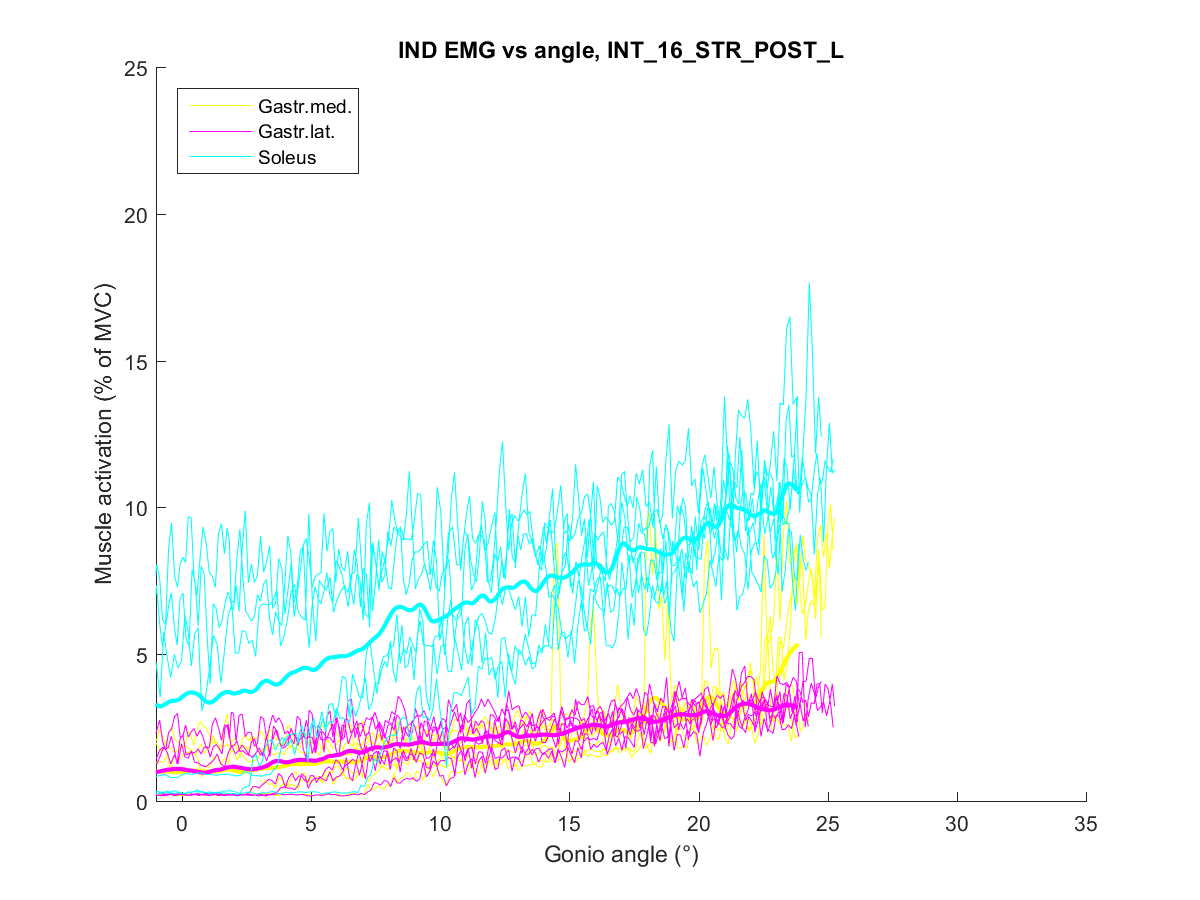 IND EMG vs angle, INT_16_STR_POST_L
25
20
15
10
5
0
Muscle activation (% of MVC)
Gastr.med.
Gastr.lat.
Soleus
0 5 10 15 20 25 30 35
Gonio angle (°)